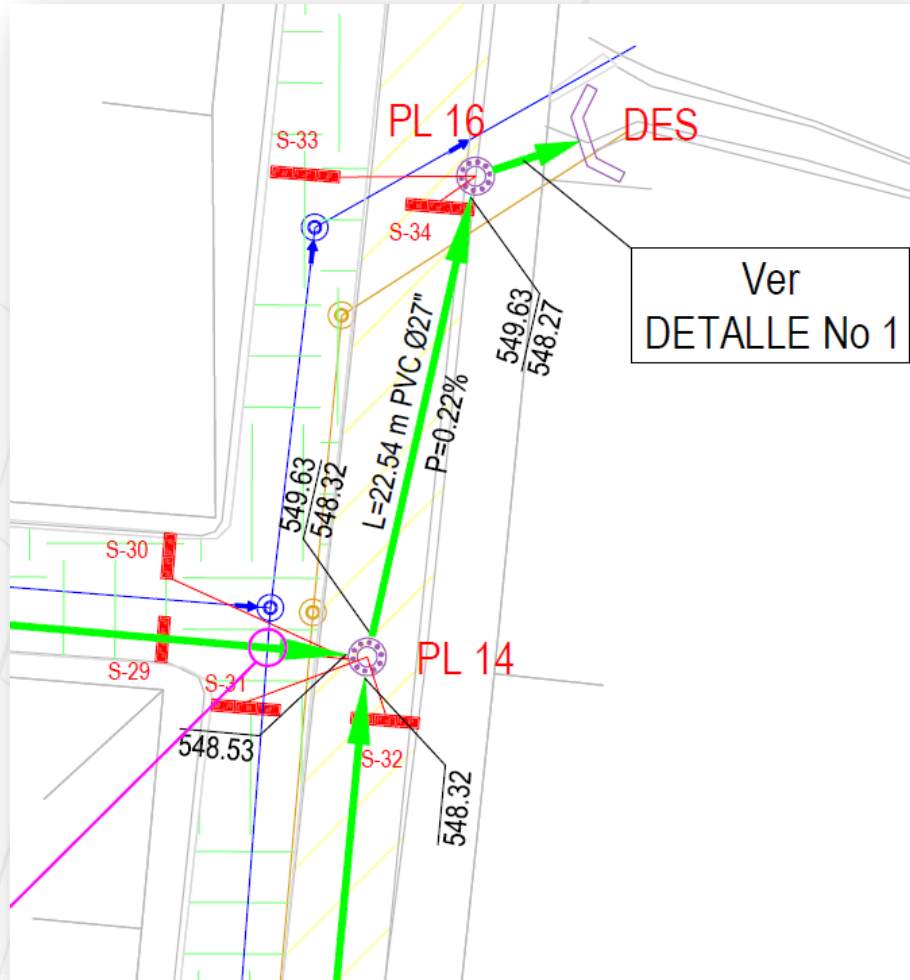 PL 16
DES
S-33
S-34
Ver
DETALLE No 1
549.63
548.27
L=22.54 m PVC Ø27"
P=0.22%
549.63
548.32
S-30
S-29
S-31
PL 14
548.53
S-32
548.32